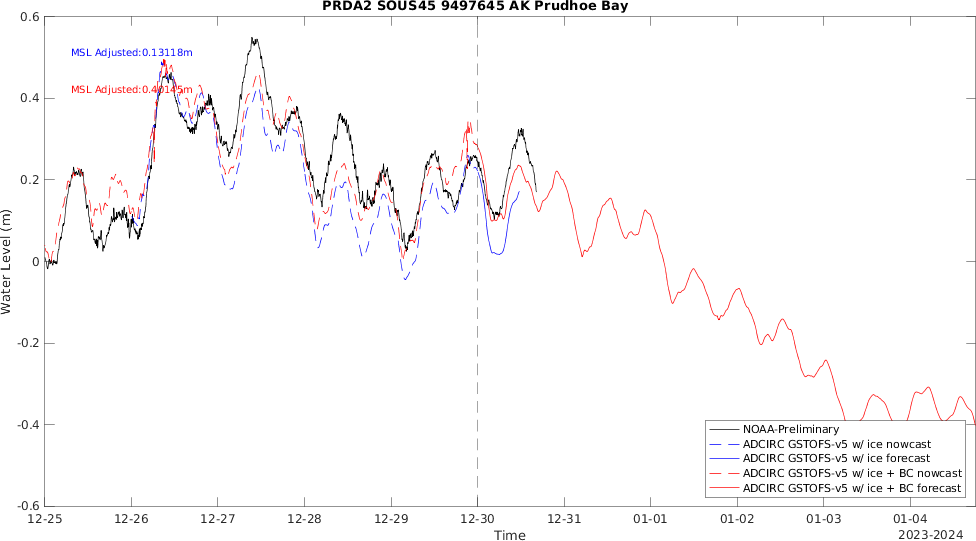 PRDA2 SOUS45 9497645 AK Prudhoe Bay
0.6
MSL Adjusted:0.13118m
MSL Adjusted:0.40145m
0.4
0.2
0
-0.2
-0.4
-0.6
Water Level (m)
NOAA-Preliminary
ADCIRC GSTOFS-v5 w/ ice nowcast
ADCIRC GSTOFS-v5 w/ ice forecast
ADCIRC GSTOFS-v5 w/ ice + BC nowcast
ADCIRC GSTOFS-v5 w/ ice + BC forecast
12-25 12-26 12-27 12-28 12-29 12-30 12-31 01-01 01-02 01-03 01-04
Time
2023-2024